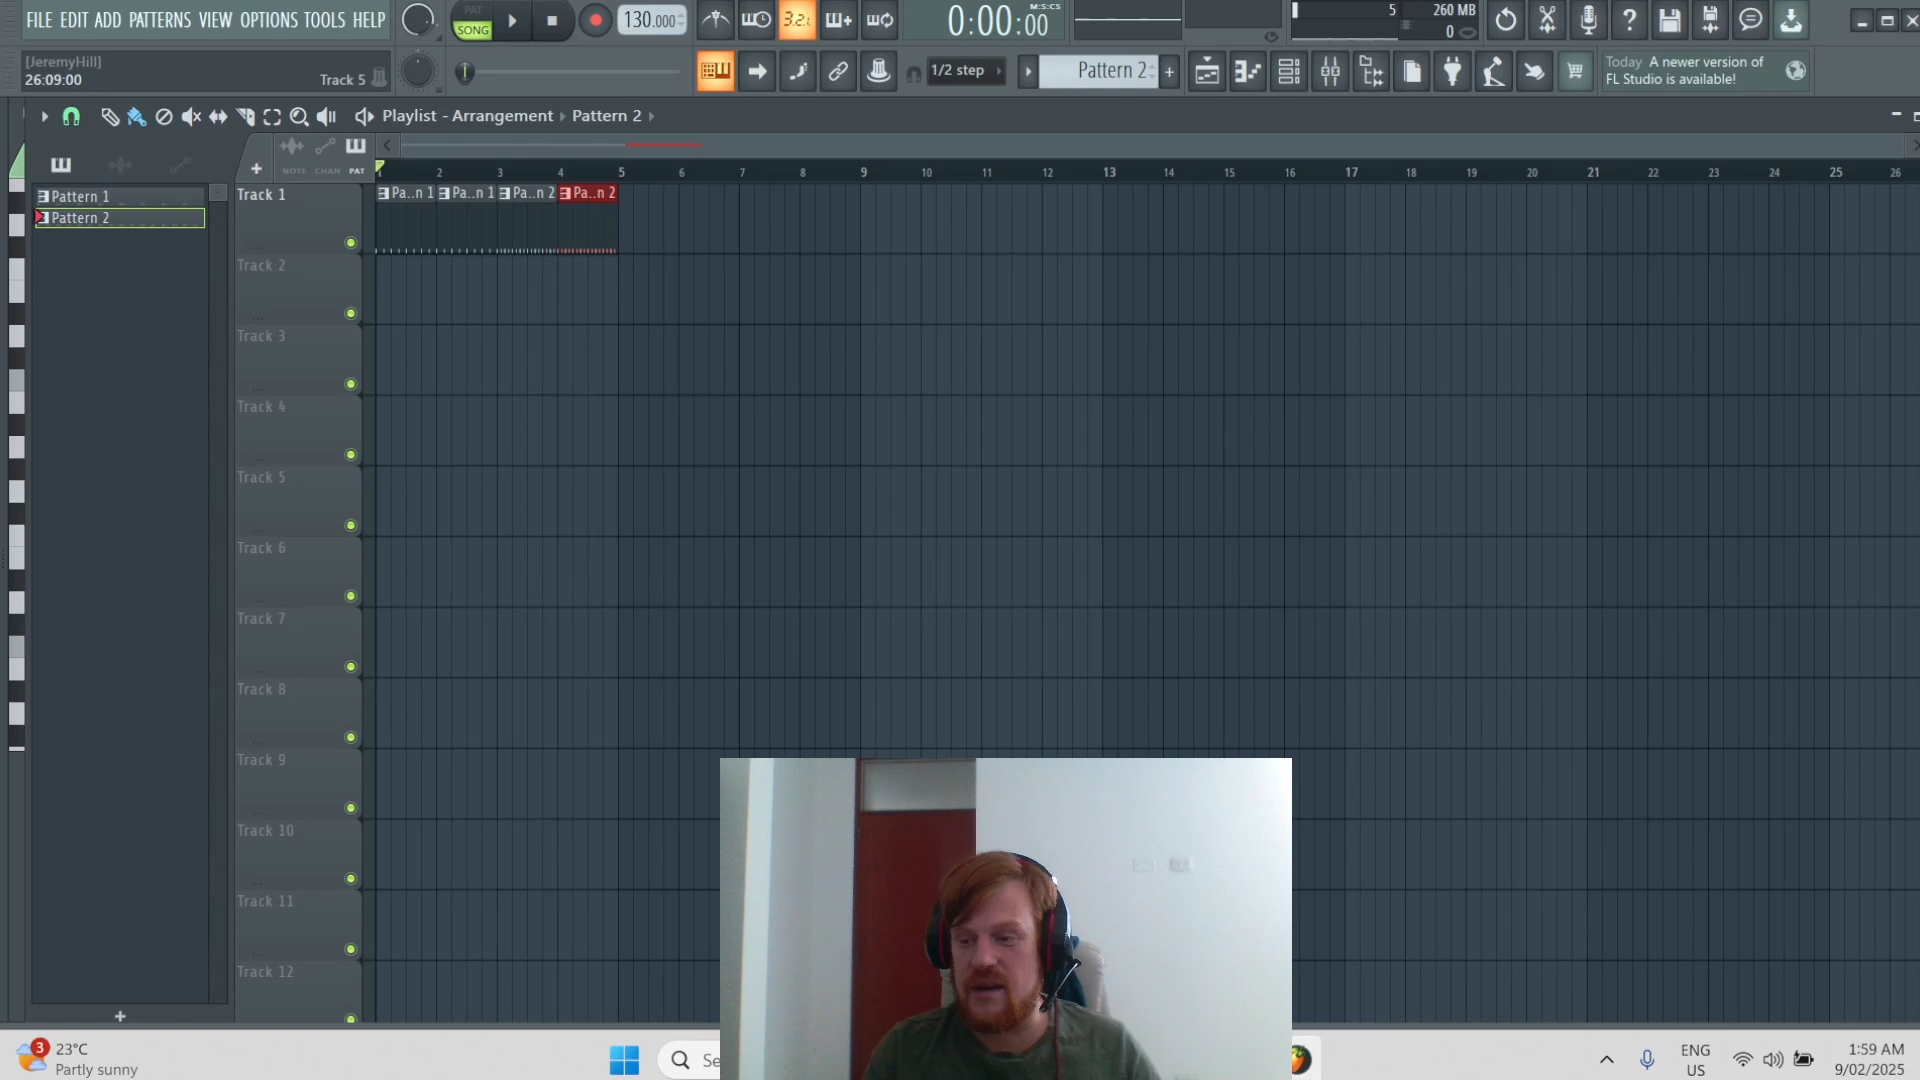 FILE EDIT ADD PATTERNS VIEW OPTIONS TOOLS HELP
PAT
SONG
130.000
3.2.1
0:00:00
M:S:CS
5
260 MB
0
[JeremyHill]
26:09:00
Track 5
1/2 step
Pattern 2
+
Today A newer version of
FL Studio is available!
Playlist - Arrangement
Pattern 2
+
NOTE CHAN PAT
2 3 4 5 6 7 8 9 10 11 12 13 14 15 16 17 18 19 20 21 22 23 24 25 26
Pattern 1
Pattern 2
Track 1
Pa..n 1
Pa..n 1
Pa..n 2
Pa..n 2
Track 2
Track 3
Track 4
Track 5
Track 6
Track 7
Track 8
Track 9
Track 10
Track 11
Track 12
+
3
23°C
Partly sunny
ENG
US
1:59 AM
9/02/2025